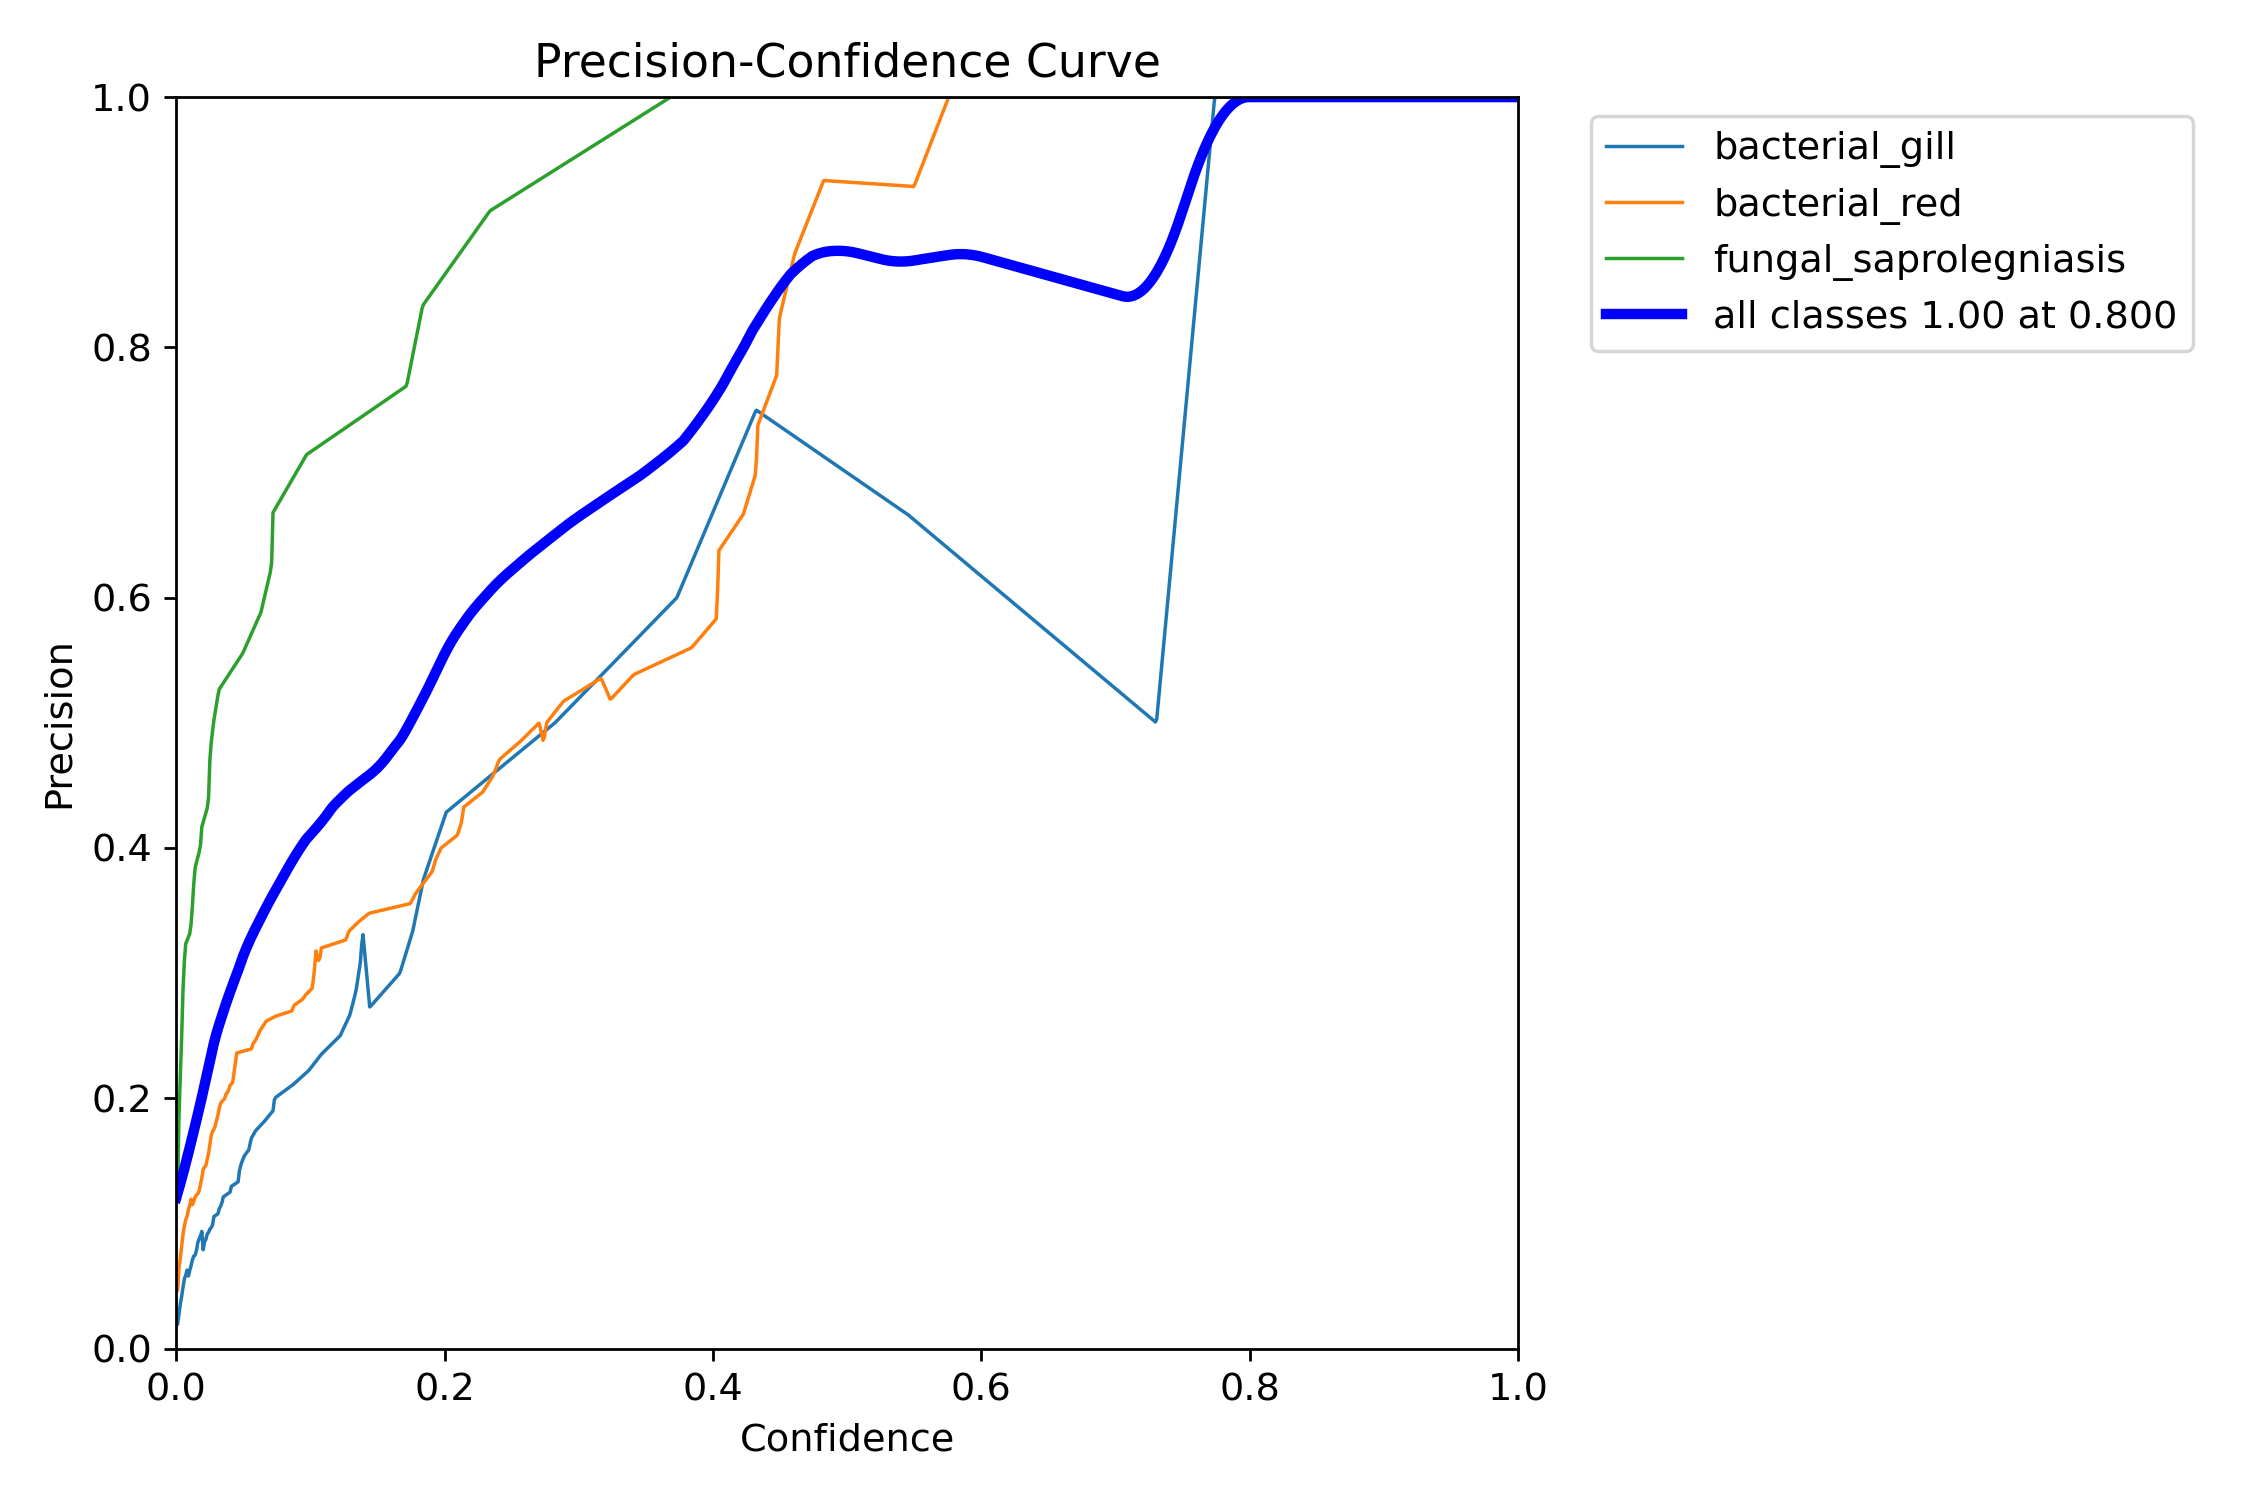 Precision-Confidence Curve
1.0
0.8
0.6
0.4
0.2
0.0
Precision
0.0 0.2 0.4 0.6 0.8 1.0
Confidence
bacterial_gill
bacterial_red
fungal_saprolegniasis
all classes 1.00 at 0.800